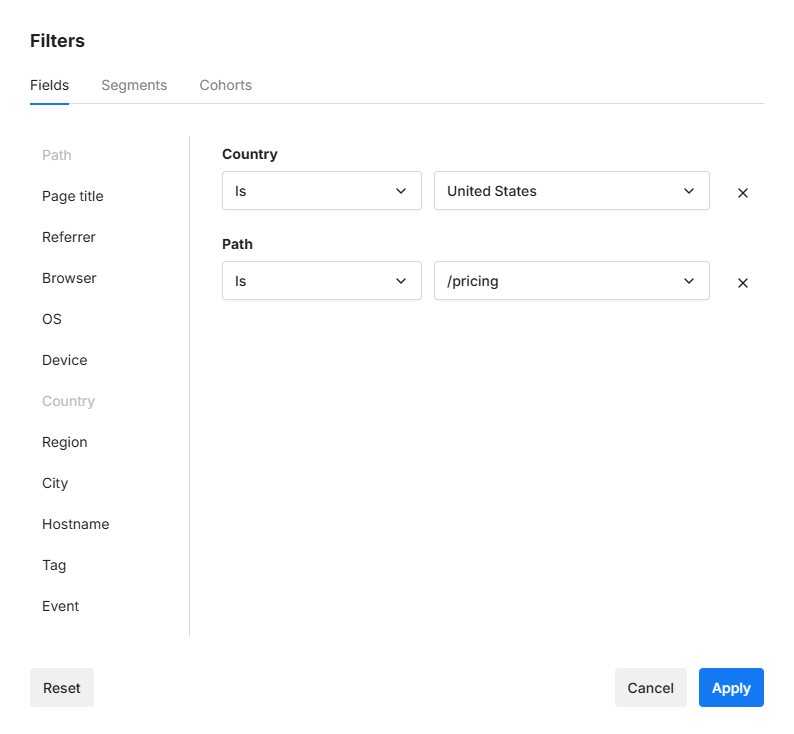 Filters
Fields Segments Cohorts
Path
Page title
Referrer
Browser
OS
Device
Country
Region
City
Hostname
Tag
Event
Country
Is United States
Path
Is /pricing
Reset Cancel Apply